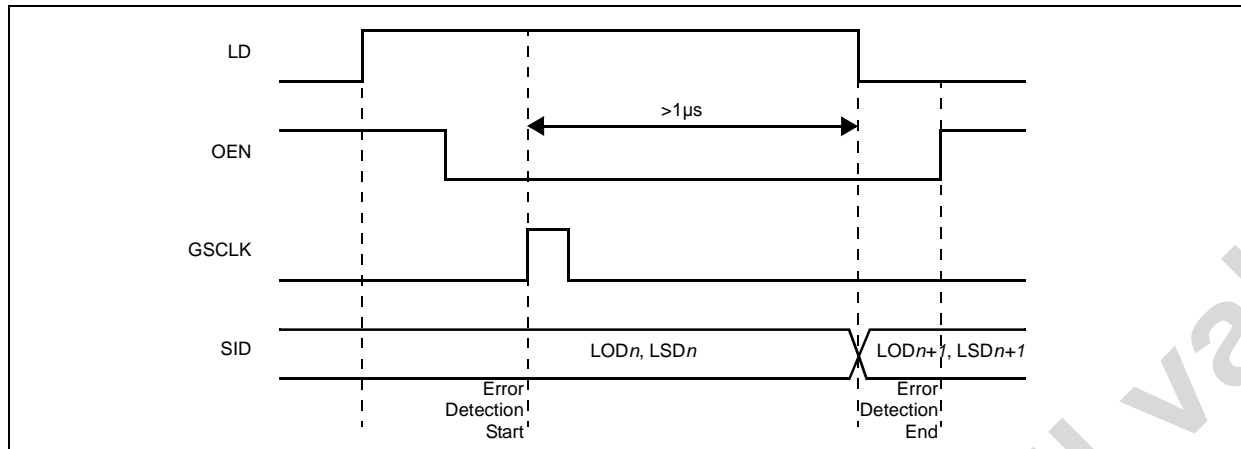 LD
>1µs
OEN
GSCLK
SID
LODn, LSDn
LODn+1, LSDn+1
Error
Detection
Start
Error
Detection
End